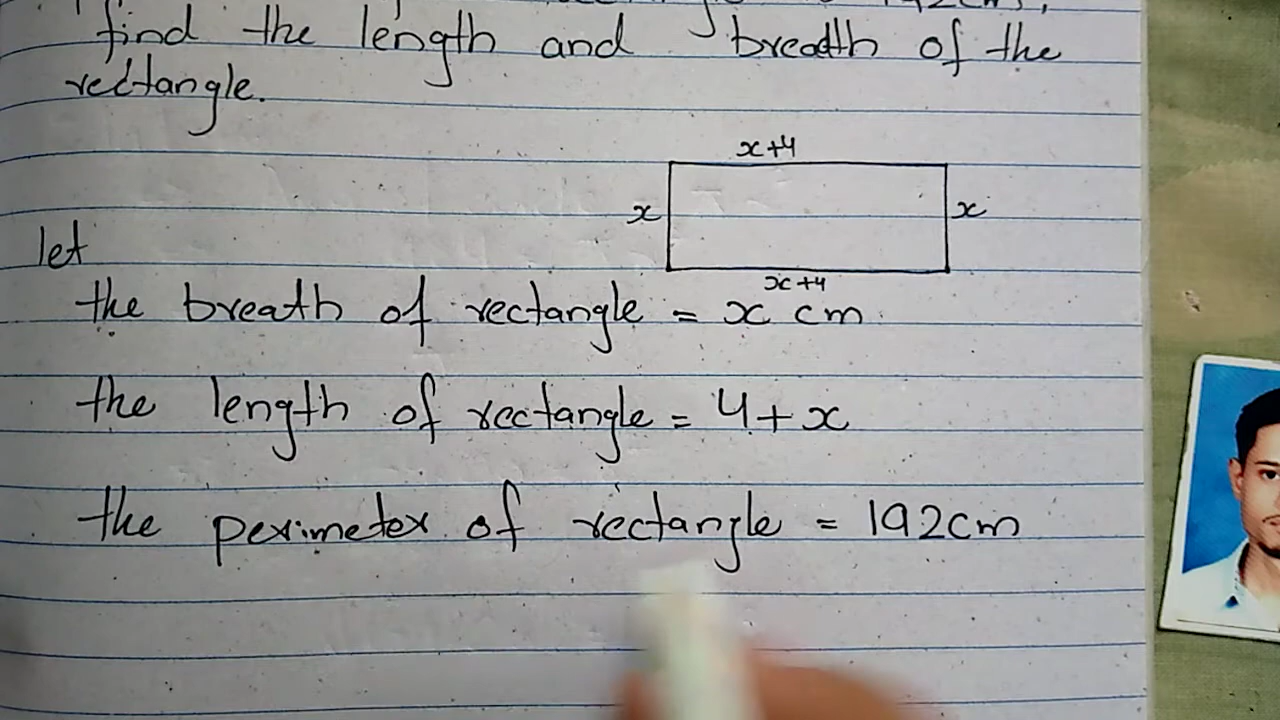 192cm,
find the length and breadth of the
rectangle.
x+4
x x
x+4
let
the breath of rectangle = x cm
the length of rectangle = 4+x
the perimeter of rectangle = 192cm